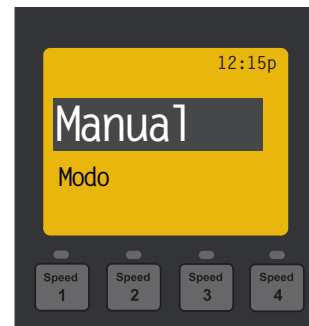 12:15p
Manual
Modo
Speed 1
Speed 2
Speed 3
Speed 4